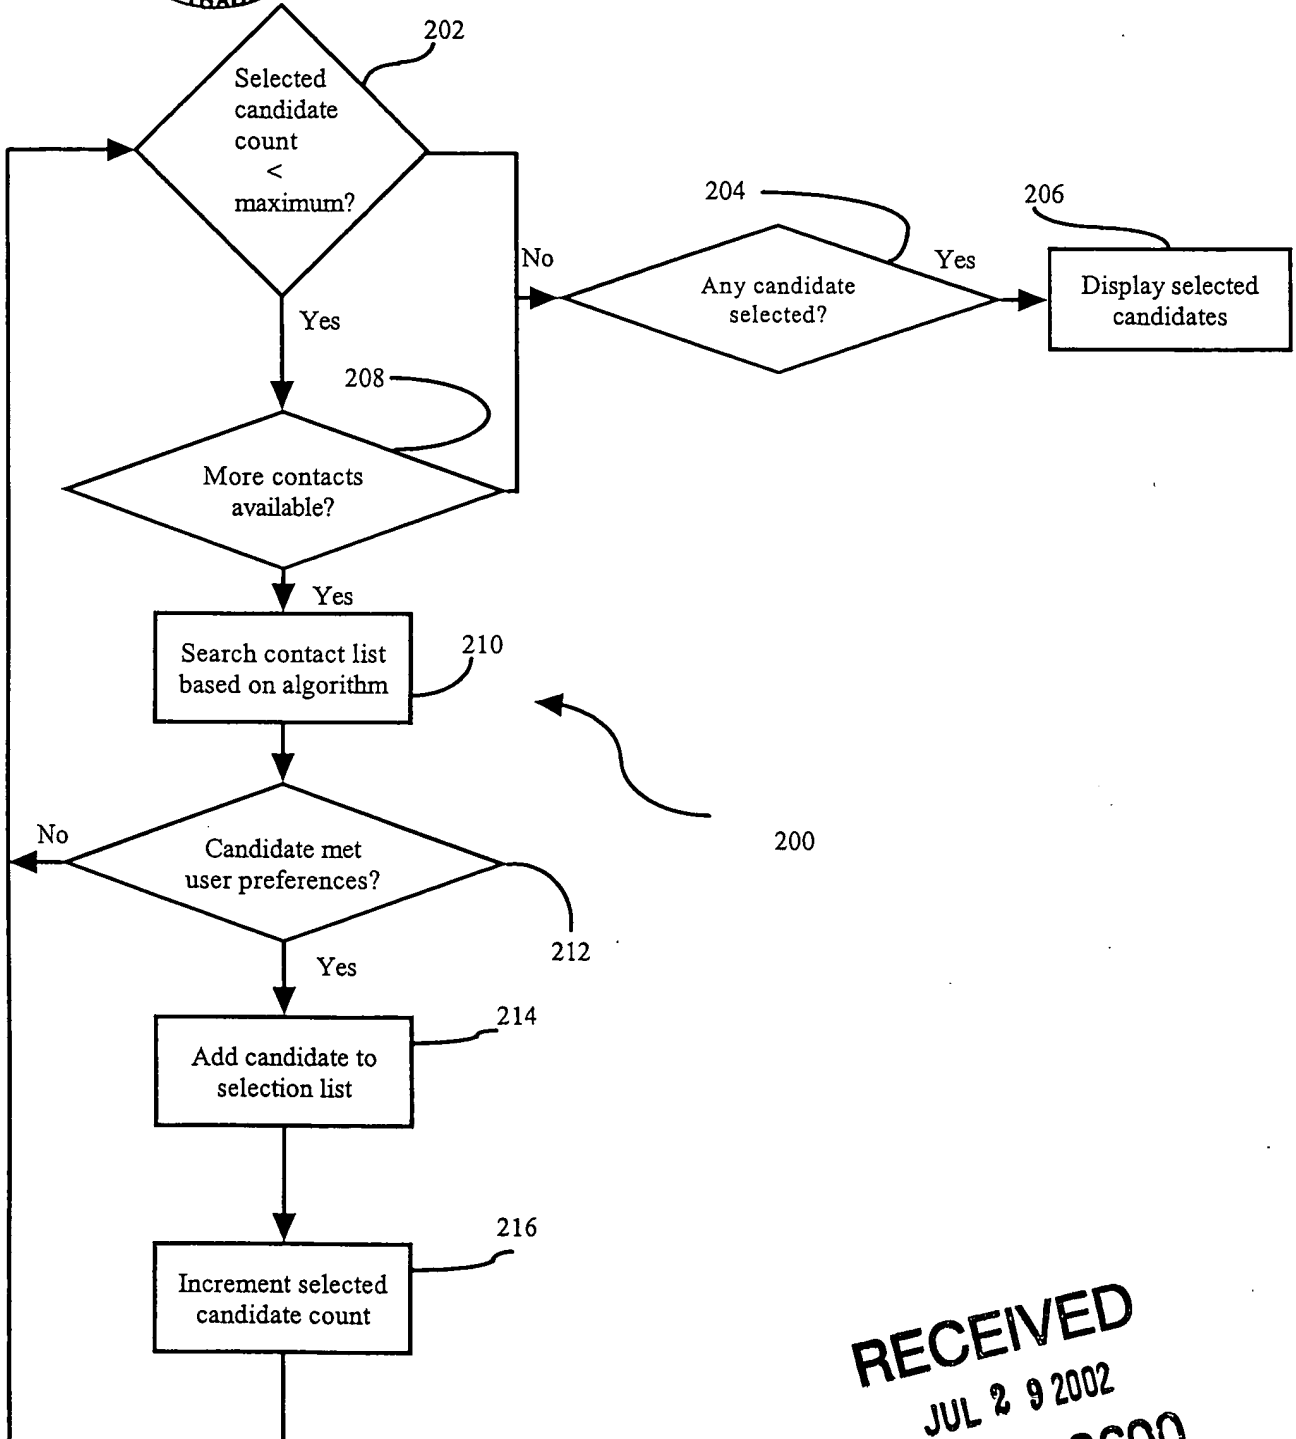 202
Selected
candidate
count
<
maximum?
204
206
No
Yes
Any candidate
selected?
Display selected
candidates
Yes
208
More contacts
available?
Yes
210
Search contact list
based on algorithm
No
200
Candidate met
user preferences?
212
Yes
214
Add candidate to
selection list
216
Increment selected
candidate count
RECEIVED
JUL 29 2002